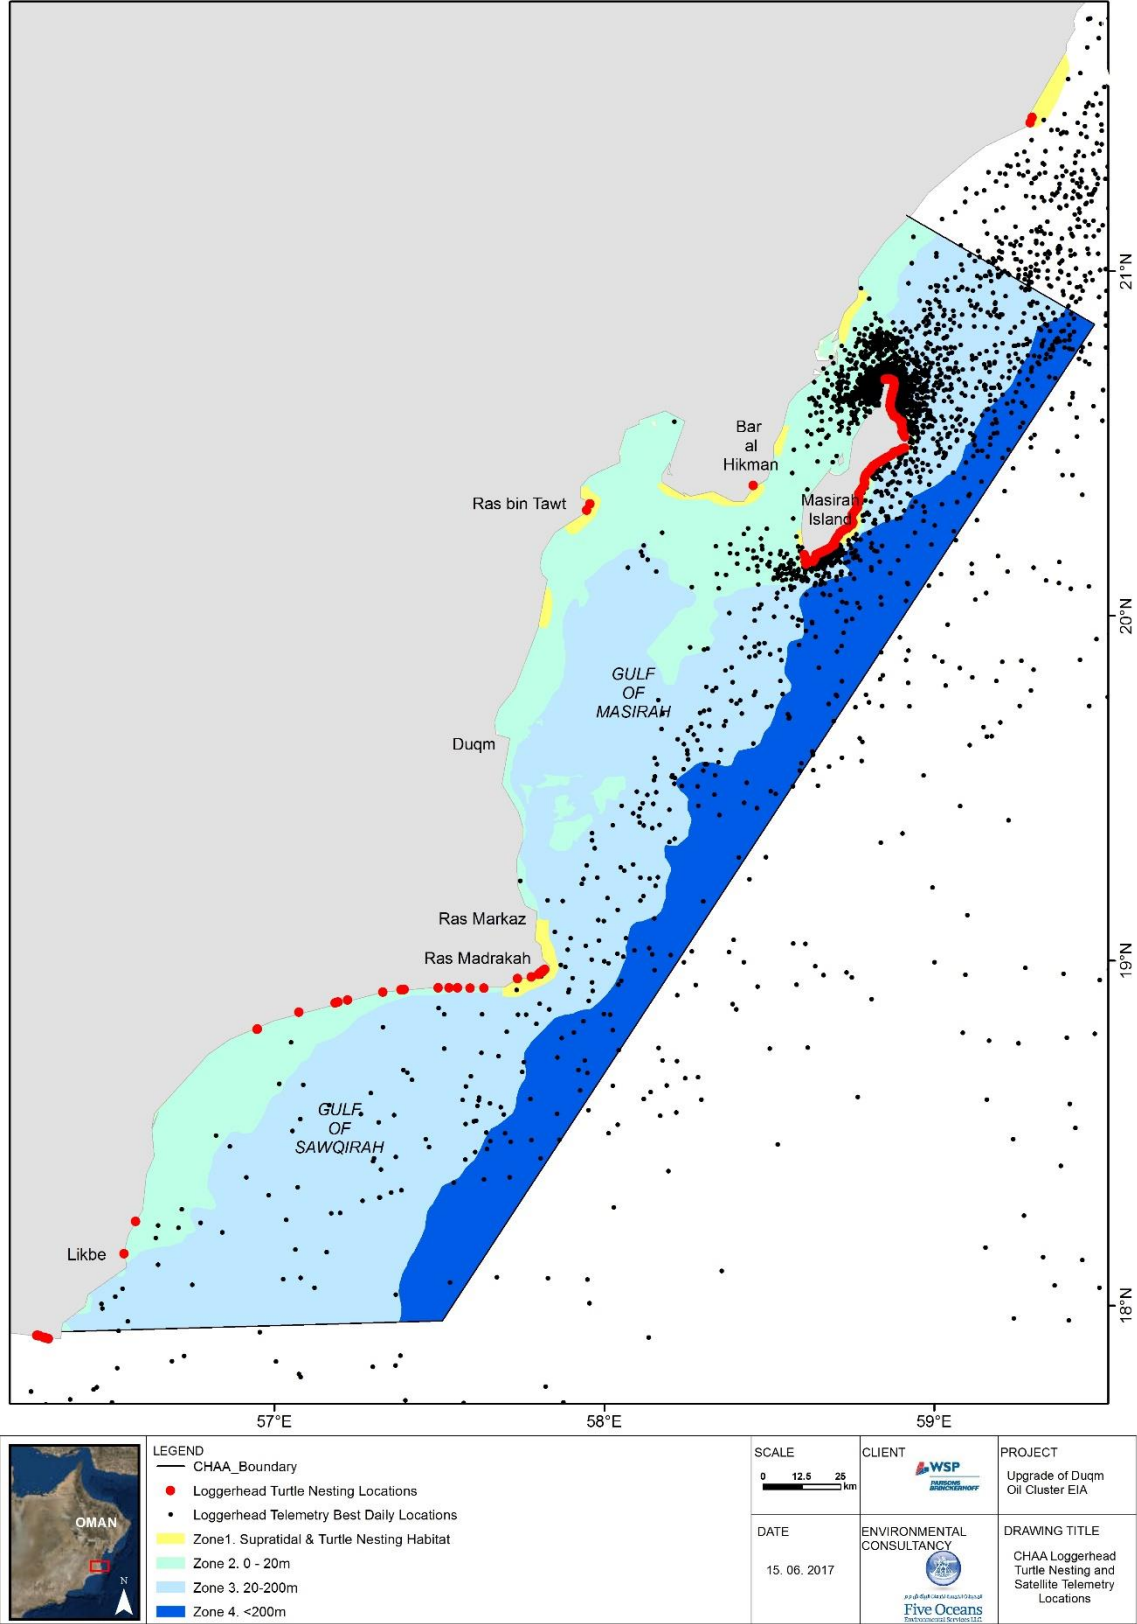 21°N
Bar
al
Hikman
Ras bin Tawt
Masirah
Island
20°N
GULF
OF
MASIRAH
Duqm
Ras Markaz
Ras Madrakah
19°N
GULF
OF
SAWQIRAH
Likbe
18°N
57°E
58°E
59°E
OMAN
N
LEGEND
CHAA_Boundary
Loggerhead Turtle Nesting Locations
Loggerhead Telemetry Best Daily Locations
Zone1. Supratidal & Turtle Nesting Habitat
Zone 2. 0 - 20m
Zone 3. 20-200m
Zone 4. <200m
SCALE
0 12.5 25
km
DATE
15. 06. 2017
CLIENT
WSP
PARSONS
BRINCKERHOFF
ENVIRONMENTAL
CONSULTANCY
Five Oceans
Environmental Services LLC
PROJECT
Upgrade of Duqm
Oil Cluster EIA
DRAWING TITLE
CHAA Loggerhead
Turtle Nesting and
Satellite Telemetry
Locations